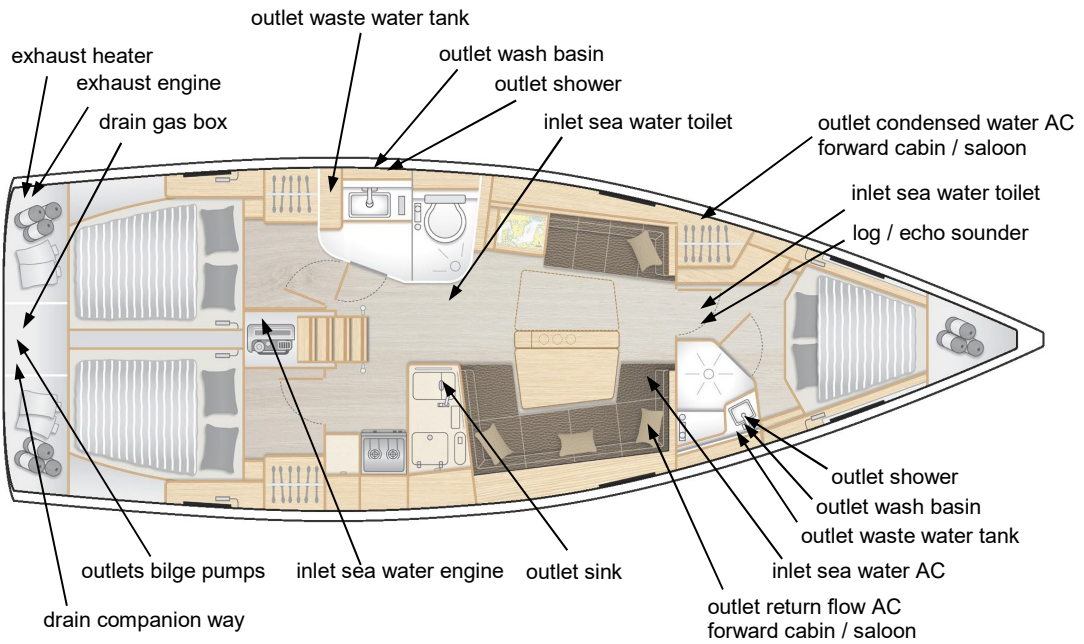 outlet waste water tank
exhaust heater
outlet wash basin
exhaust engine
outlet shower
drain gas box
inlet sea water toilet
outlet condensed water AC
forward cabin / saloon
inlet sea water toilet
log / echo sounder
outlet shower
outlet wash basin
outlet waste water tank
outlets bilge pumps
inlet sea water engine
outlet sink
inlet sea water AC
outlet return flow AC
forward cabin / saloon
drain companion way